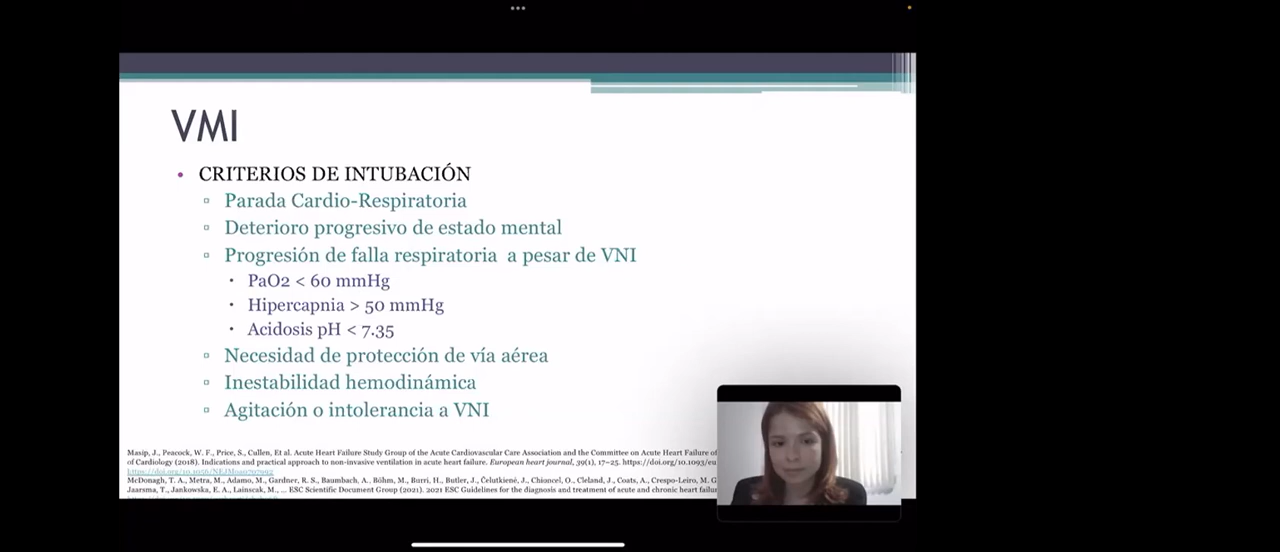 VMI
• CRITERIOS DE INTUBACIÓN
▫ Parada Cardio-Respiratoria
▫ Deterioro progresivo de estado mental
▫ Progresión de falla respiratoria a pesar de VNI
• PaO2 < 60 mmHg
• Hipercapnia > 50 mmHg
• Acidosis pH < 7.35
▫ Necesidad de protección de vía aérea
▫ Inestabilidad hemodinámica
▫ Agitación o intolerancia a VNI
Masip, J., Peacock, W. F., Price, S., Cullen, Et al. Acute Heart Failure Study Group of the Acute Cardiovascular Care Association and the Committee on Acute Heart Failure of
of Cardiology (2018). Indications and practical approach to non-invasive ventilation in acute heart failure. European heart journal, 39(1), 17–25. https://doi.org/10.1093/eu
https://doi.org/10.1056/NEJMoa0707992
McDonagh, T. A., Metra, M., Adamo, M., Gardner, R. S., Baumbach, A., Böhm, M., Burri, H., Butler, J., Čelutkienė, J., Chioncel, O., Cleland, J., Coats, A., Crespo-Leiro, M. G
Jaarsma, T., Jankowska, E. A., Lainscak, M., ... ESC Scientific Document Group (2021). 2021 ESC Guidelines for the diagnosis and treatment of acute and chronic heart failur